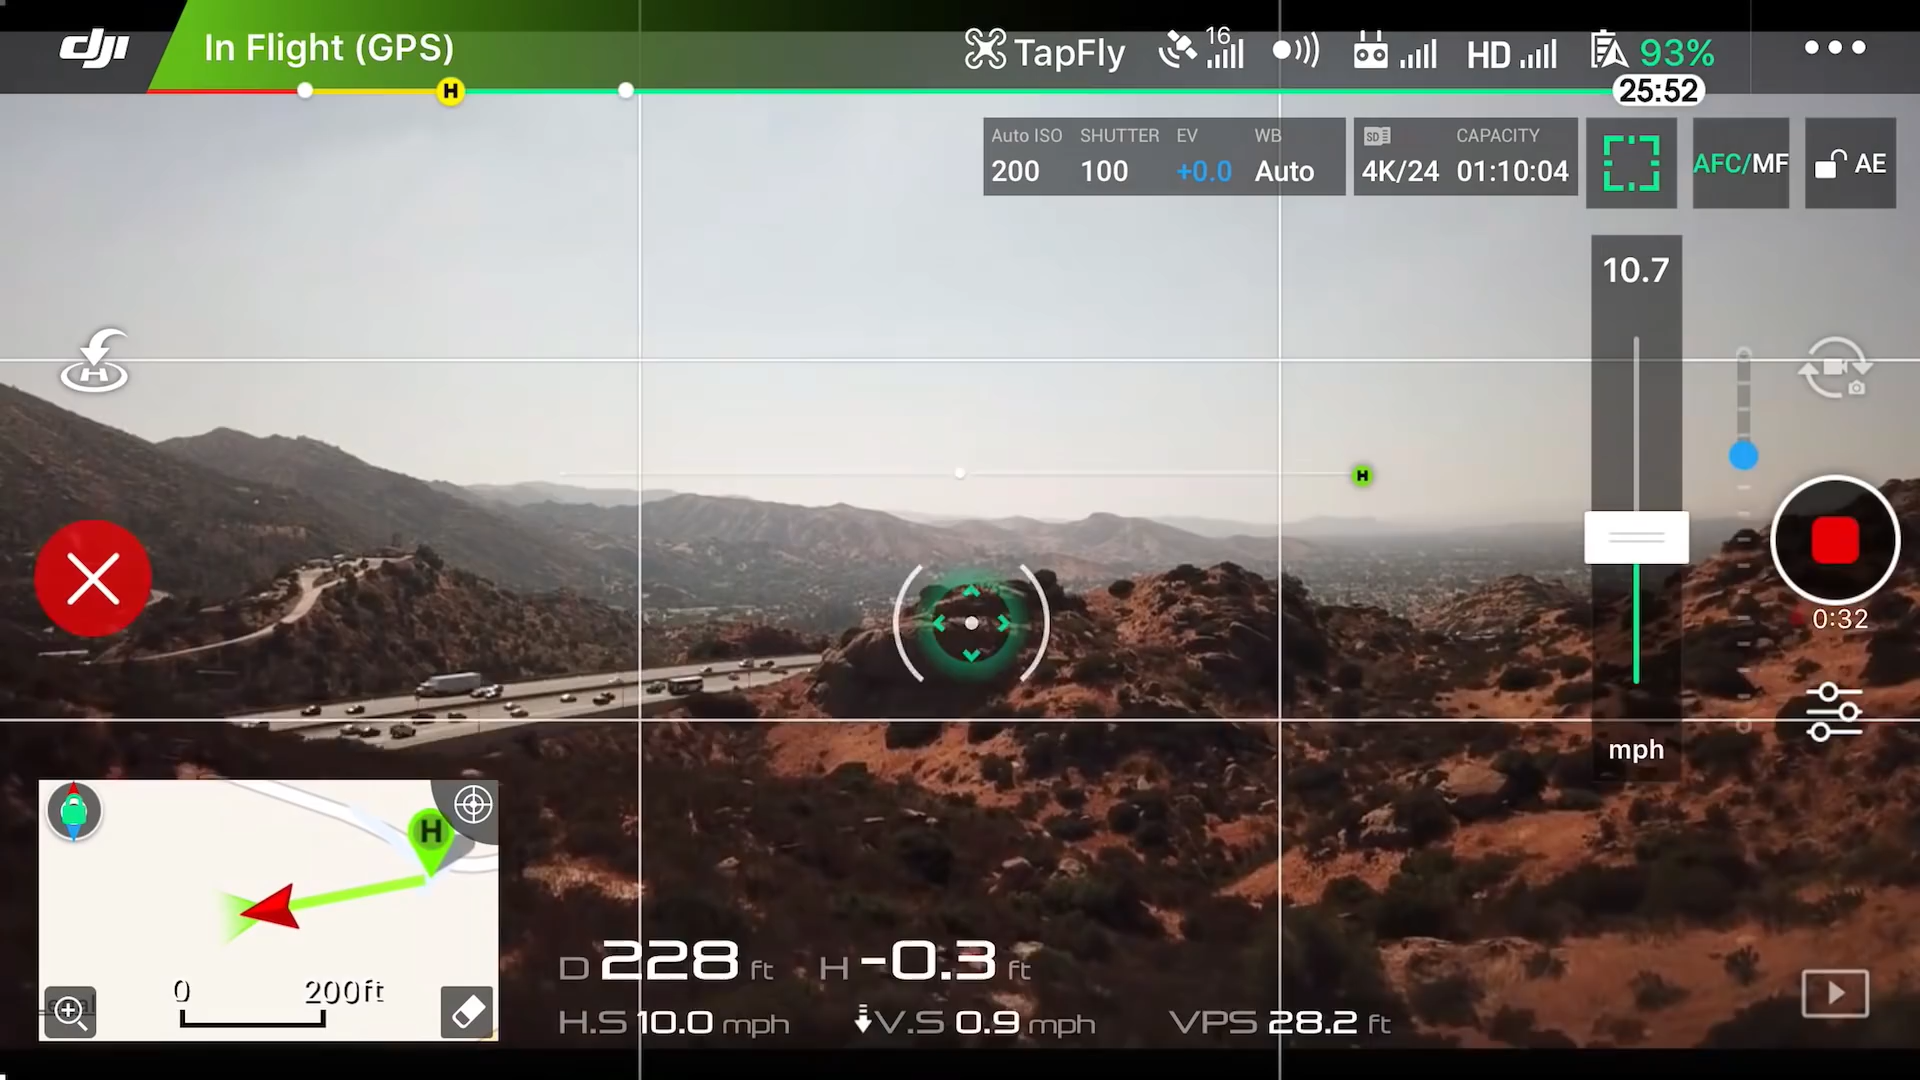 dji In Flight (GPS) TapFly 16 HD 93% •••
H 25:52
Auto ISO SHUTTER EV WB SD CAPACITY
200 100 +0.0 Auto 4K/24 01:10:04 AFC/MF AE
10.7
H
H
0:32
mph
H
0 200ft
D 228 ft H -0.3 ft
H.S 10.0 mph V.S 0.9 mph VPS 28.2 ft